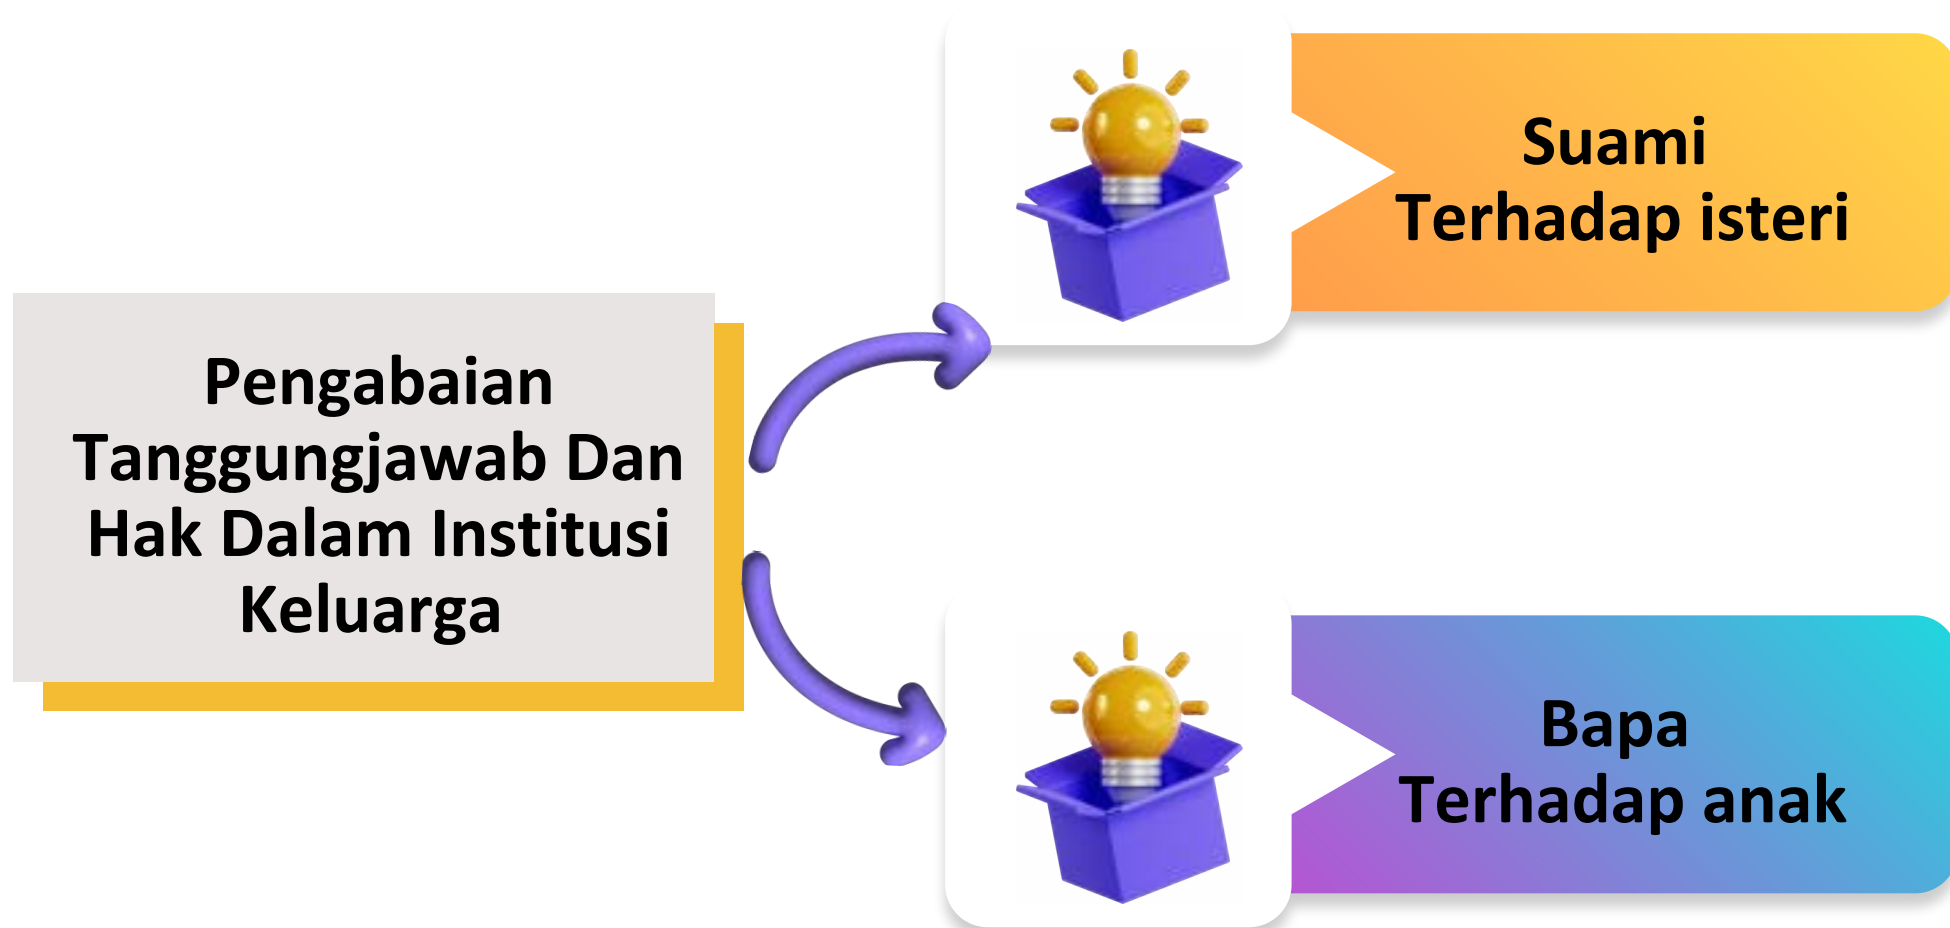 Pengabaian
Tanggungjawab Dan
Hak Dalam Institusi
Keluarga
Suami
Terhadap isteri
Bapa
Terhadap anak